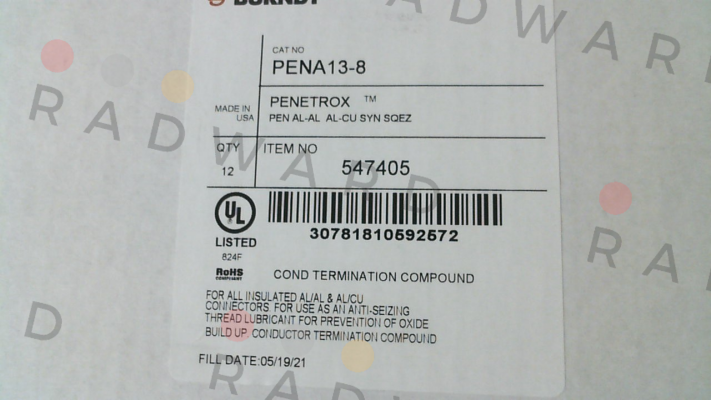 BURNDY
CAT NO
PENA13-8
MADE IN
USA
PENETROX ™
PEN AL-AL AL-CU SYN SQEZ
QTY
12
ITEM NO
547405
UL
LISTED
824F
RoHS
COMPLIANT
30781810592572
COND TERMINATION COMPOUND
FOR ALL INSULATED AL/AL & AL/CU
CONNECTORS. FOR USE AS AN ANTI-SEIZING
THREAD LUBRICANT FOR PREVENTION OF OXIDE
BUILD UP. CONDUCTOR TERMINATION COMPOUND
FILL DATE:05/19/21
RADWARD
RADWARD
RA
D
RADWARD